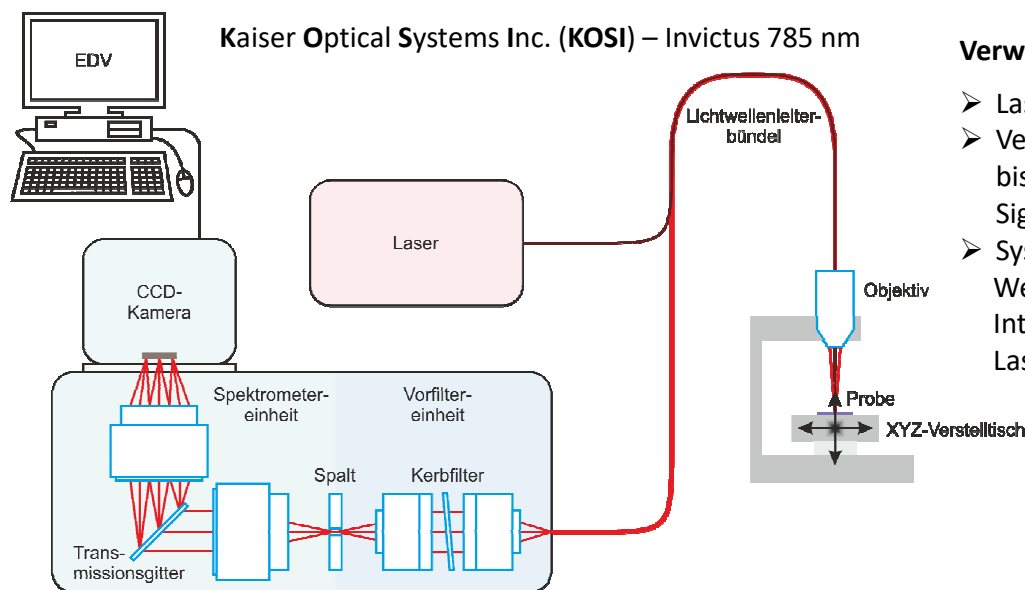 Kaiser Optical Systems Inc. (KOSI) – Invictus 785 nm
EDV
Lichtwellenleiter-
bündel
Laser
CCD-
Kamera
Objektiv
Probe
XYZ-Verstelltisch
Spektrometer-
einheit
Vorfilter-
einheit
Spalt
Kerbfilter
Trans-
missionsgitter
Verw
➢ Las
➢ Ve
bis
Sig
➢ Sys
We
Int
Las